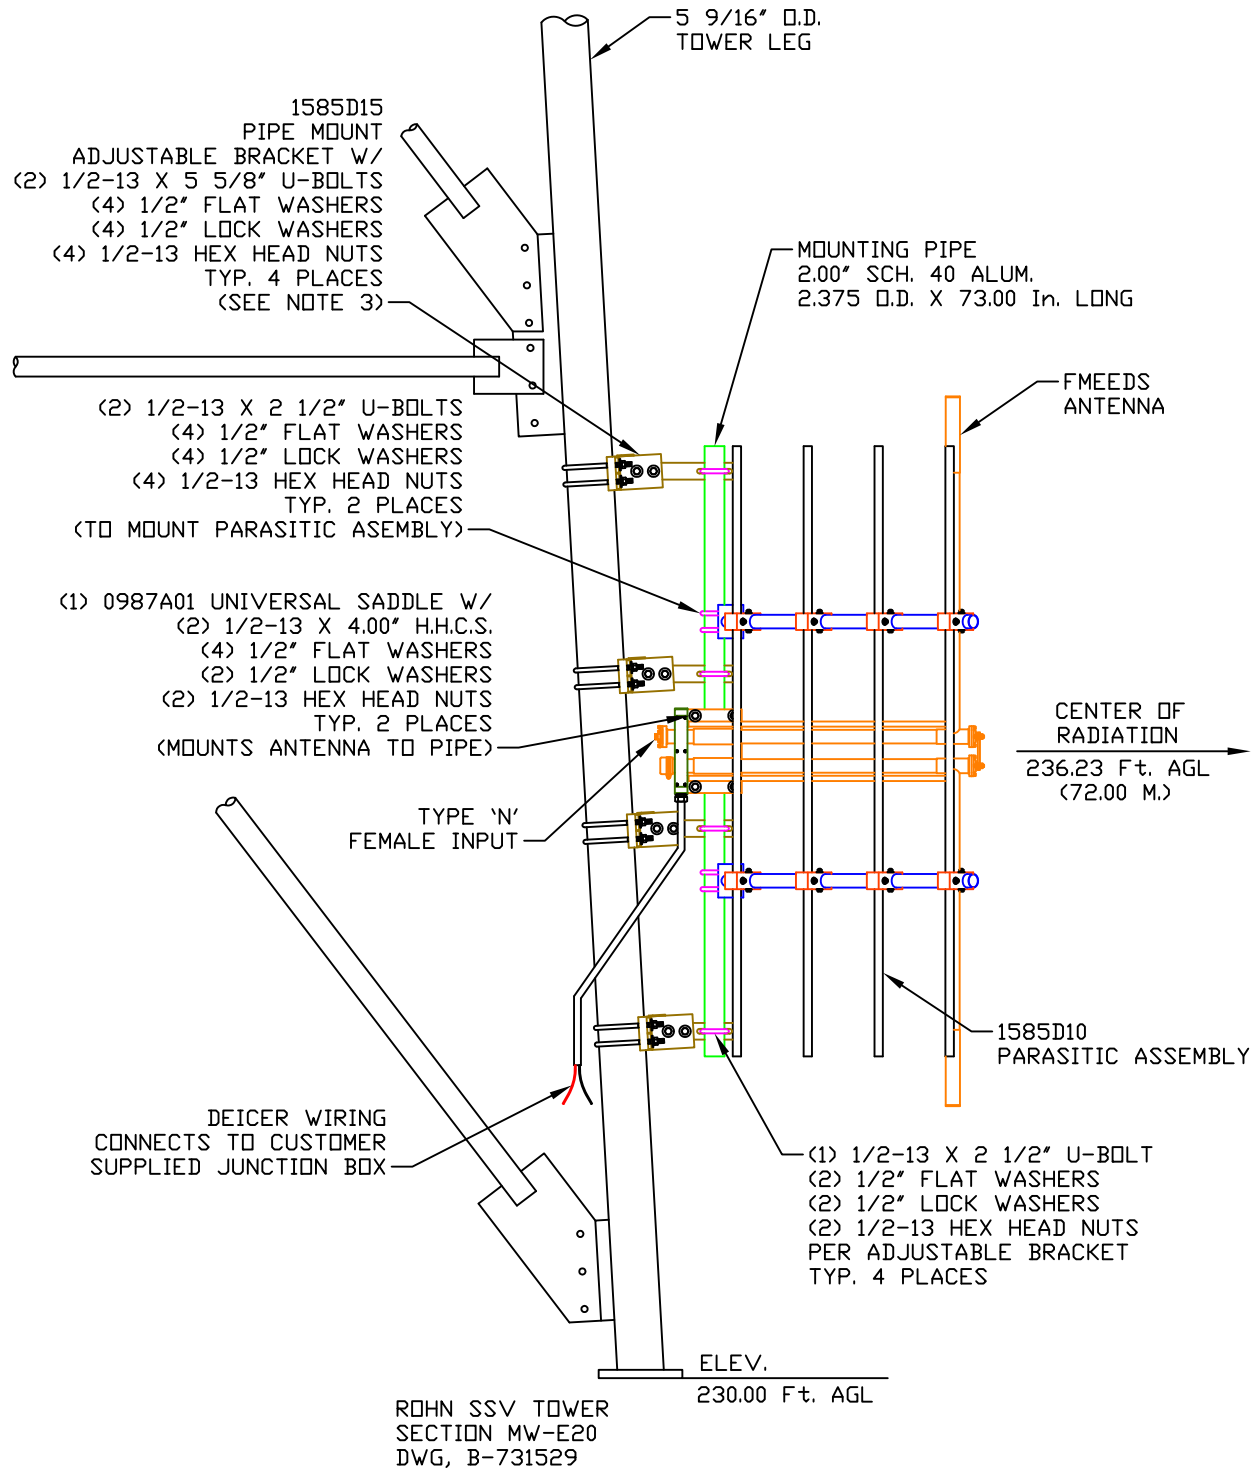 5 9/16" O.D.
TOWER LEG
1585D15
PIPE MOUNT
ADJUSTABLE BRACKET W/
(2) 1/2-13 X 5 5/8" U-BOLTS
(4) 1/2" FLAT WASHERS
(4) 1/2" LOCK WASHERS
(4) 1/2-13 HEX HEAD NUTS
TYP. 4 PLACES
(SEE NOTE 3)
MOUNTING PIPE
2.00" SCH. 40 ALUM.
2.375 O.D. X 73.00 In. LONG
FMEEDS
ANTENNA
(2) 1/2-13 X 2 1/2" U-BOLTS
(4) 1/2" FLAT WASHERS
(4) 1/2" LOCK WASHERS
(4) 1/2-13 HEX HEAD NUTS
TYP. 2 PLACES
(TO MOUNT PARASITIC ASEMBLY)
(1) 0987A01 UNIVERSAL SADDLE W/
(2) 1/2-13 X 4.00" H.H.C.S.
(4) 1/2" FLAT WASHERS
(2) 1/2" LOCK WASHERS
(2) 1/2-13 HEX HEAD NUTS
TYP. 2 PLACES
(MOUNTS ANTENNA TO PIPE)
CENTER OF
RADIATION
236.23 Ft. AGL
(72.00 M.)
TYPE 'N'
FEMALE INPUT
1585D10
PARASITIC ASSEMBLY
DEICER WIRING
CONNECTS TO CUSTOMER
SUPPLIED JUNCTION BOX
(1) 1/2-13 X 2 1/2" U-BOLT
(2) 1/2" FLAT WASHERS
(2) 1/2" LOCK WASHERS
(2) 1/2-13 HEX HEAD NUTS
PER ADJUSTABLE BRACKET
TYP. 4 PLACES
ELEV.
230.00 Ft. AGL
ROHN SSV TOWER
SECTION MW-E20
DWG, B-731529